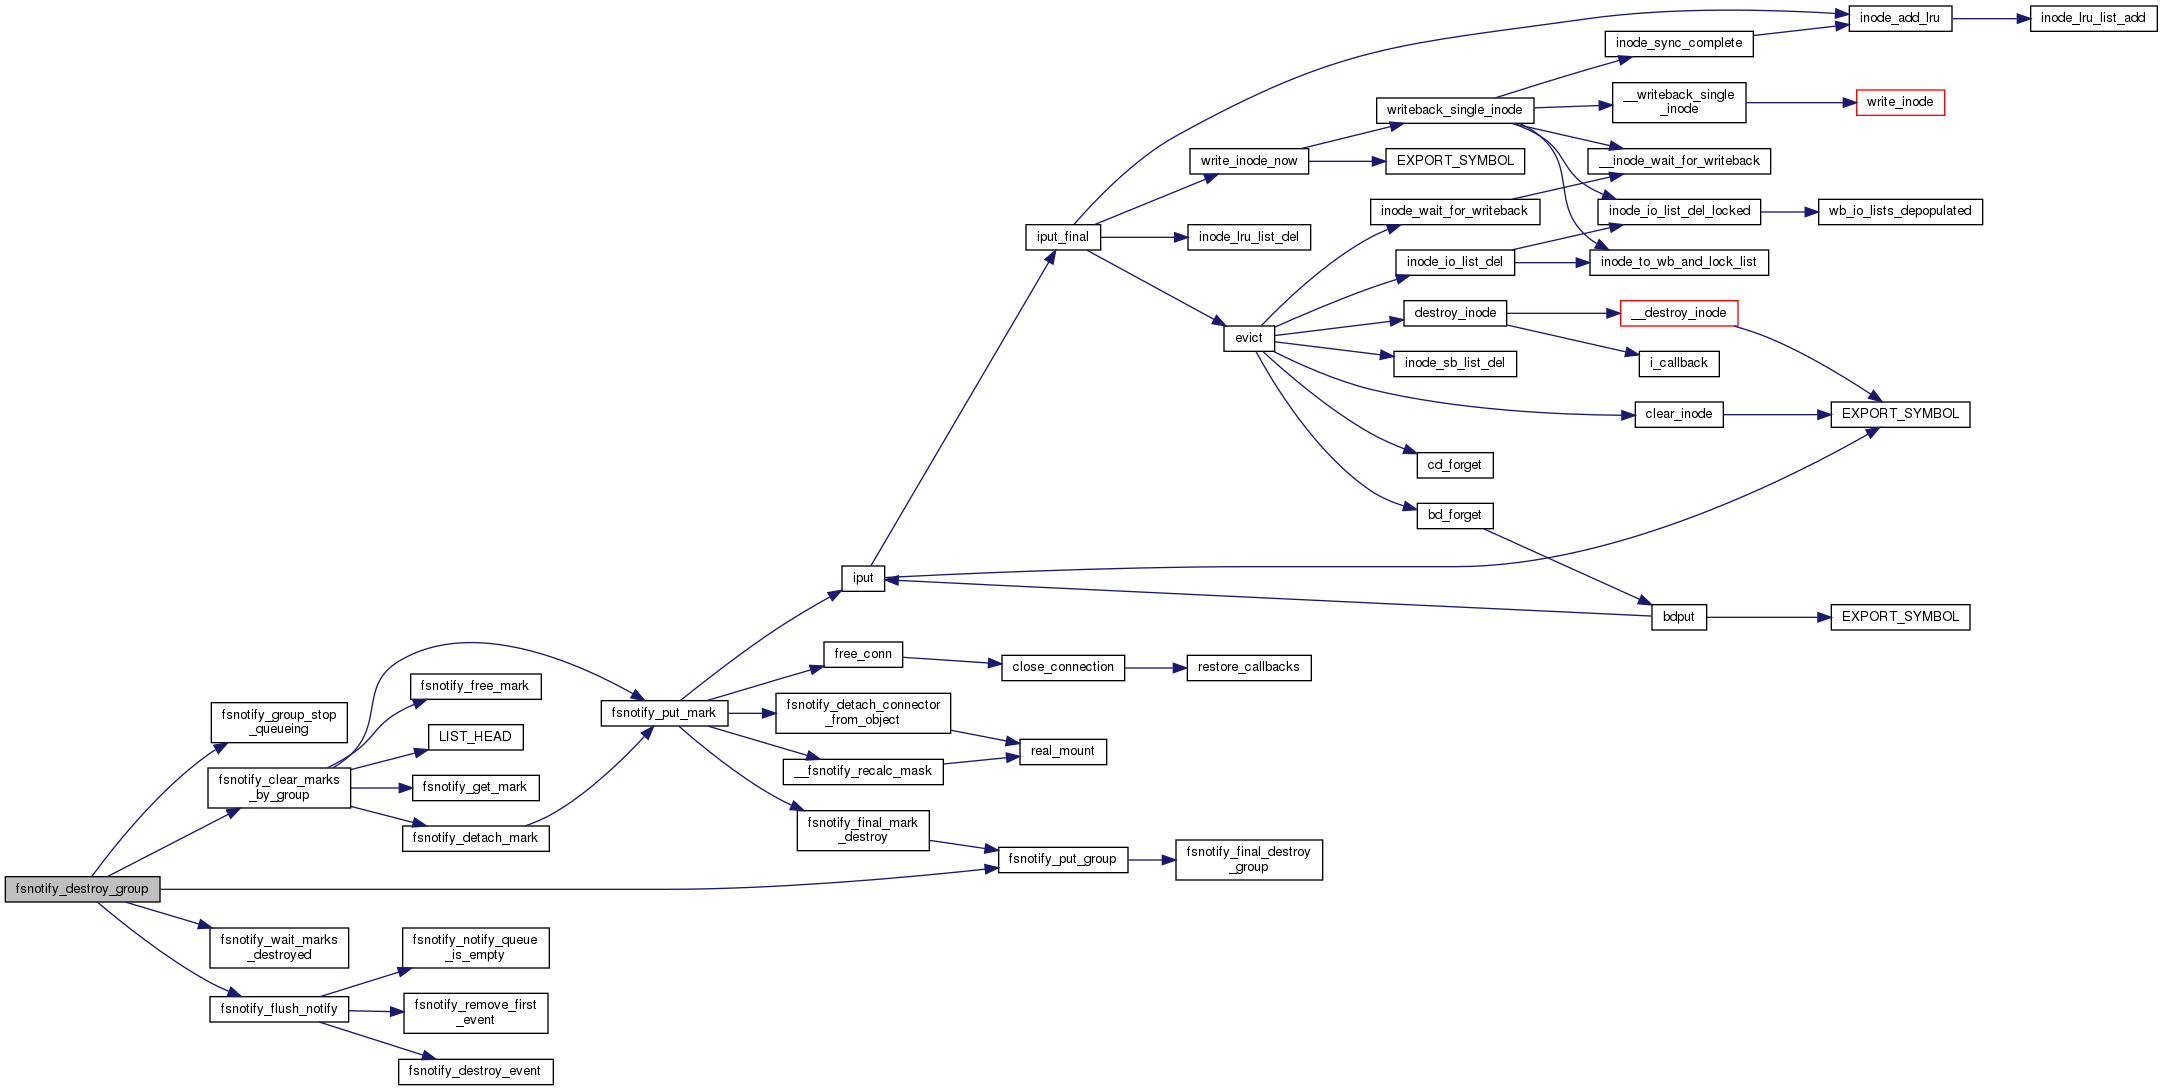 inode_add_lru
inode_lru_list_add
inode_sync_complete
__writeback_single
_inode
write_inode
writeback_single_inode
write_inode_now
EXPORT_SYMBOL
__inode_wait_for_writeback
inode_wait_for_writeback
inode_io_list_del_locked
wb_io_lists_depopulated
iput_final
inode_lru_list_del
inode_io_list_del
inode_to_wb_and_lock_list
destroy_inode
__destroy_inode
evict
inode_sb_list_del
i_callback
clear_inode
EXPORT_SYMBOL
cd_forget
bd_forget
iput
bdput
EXPORT_SYMBOL
free_conn
close_connection
restore_callbacks
fsnotify_free_mark
fsnotify_group_stop
_queueing
fsnotify_put_mark
fsnotify_detach_connector
_from_object
LIST_HEAD
real_mount
__fsnotify_recalc_mask
fsnotify_clear_marks
_by_group
fsnotify_get_mark
fsnotify_detach_mark
fsnotify_final_mark
_destroy
fsnotify_put_group
fsnotify_final_destroy
_group
fsnotify_destroy_group
fsnotify_wait_marks
_destroyed
fsnotify_notify_queue
_is_empty
fsnotify_flush_notify
fsnotify_remove_first
_event
fsnotify_destroy_event